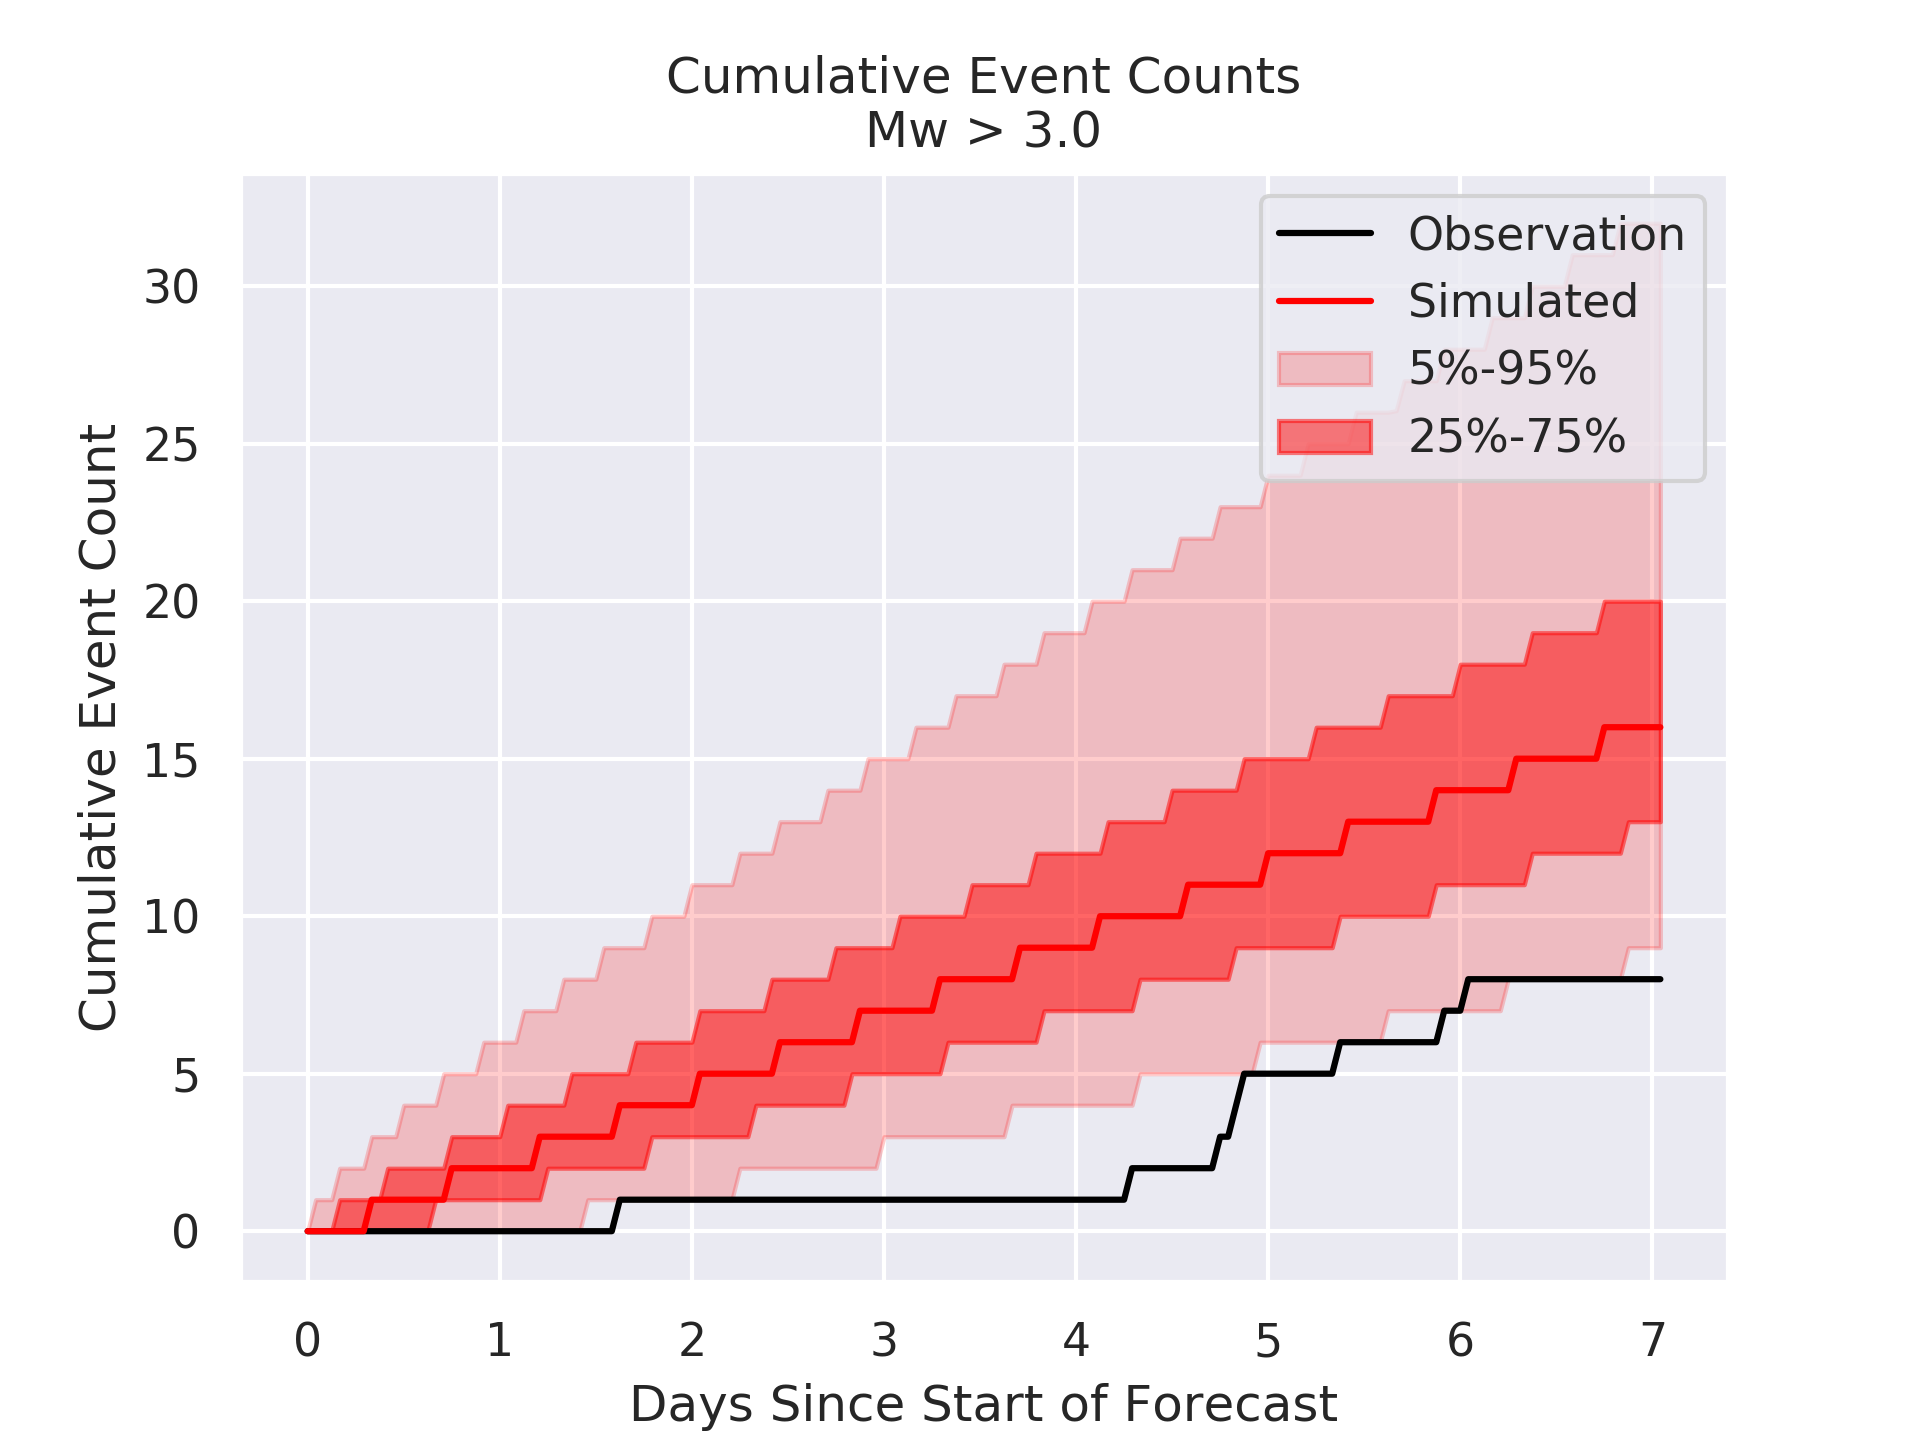 Cumulative Event Counts
Mw > 3.0
Observation
Simulated
5%-95%
25%-75%
Cumulative Event Count
30
25
20
15
10
5
0
0 1 2 3 4 5 6 7
Days Since Start of Forecast